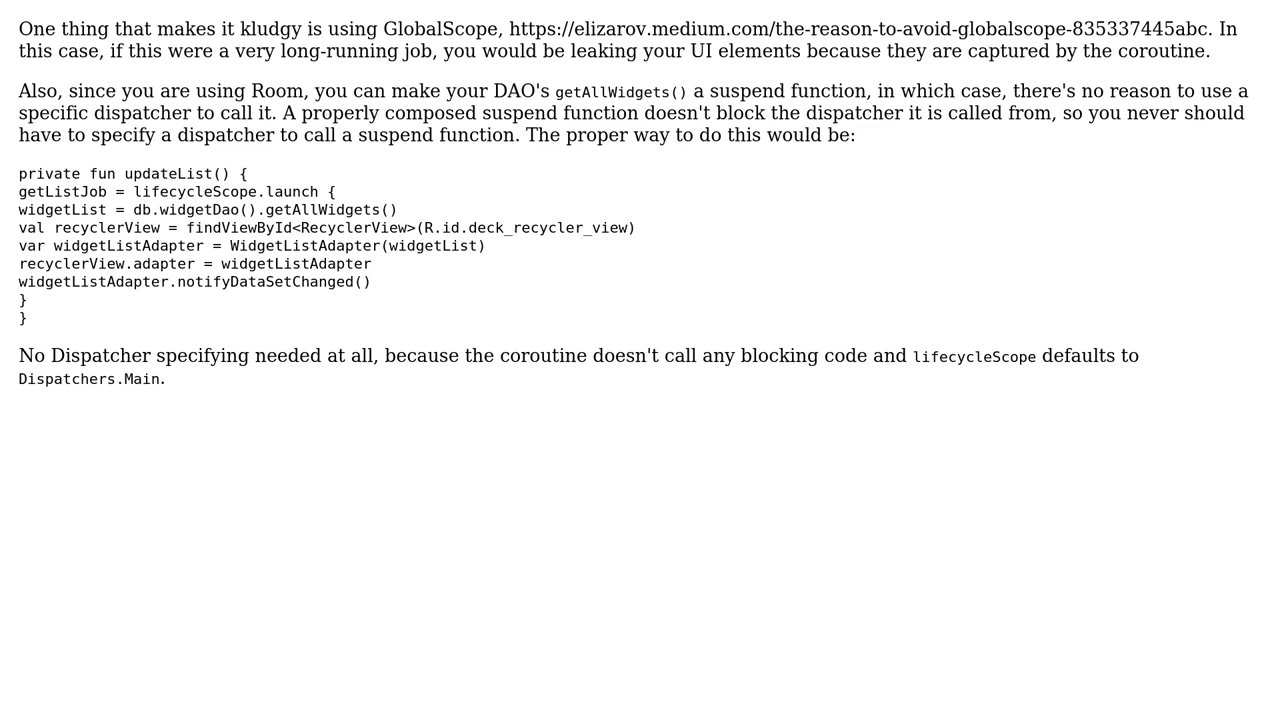 One thing that makes it kludgy is using GlobalScope, https://elizarov.medium.com/the-reason-to-avoid-globalscope-835337445abc. In
this case, if this were a very long-running job, you would be leaking your UI elements because they are captured by the coroutine.
Also, since you are using Room, you can make your DAO's getAllWidgets() a suspend function, in which case, there's no reason to use a
specific dispatcher to call it. A properly composed suspend function doesn't block the dispatcher it is called from, so you never should
have to specify a dispatcher to call a suspend function. The proper way to do this would be:
private fun updateList() {
getListJob = lifecycleScope.launch {
widgetList = db.widgetDao().getAllWidgets()
val recyclerView = findViewById<RecyclerView>(R.id.deck_recycler_view)
var widgetListAdapter = WidgetListAdapter(widgetList)
recyclerView.adapter = widgetListAdapter
widgetListAdapter.notifyDataSetChanged()
}
}
No Dispatcher specifying needed at all, because the coroutine doesn't call any blocking code and lifecycleScope defaults to
Dispatchers.Main.